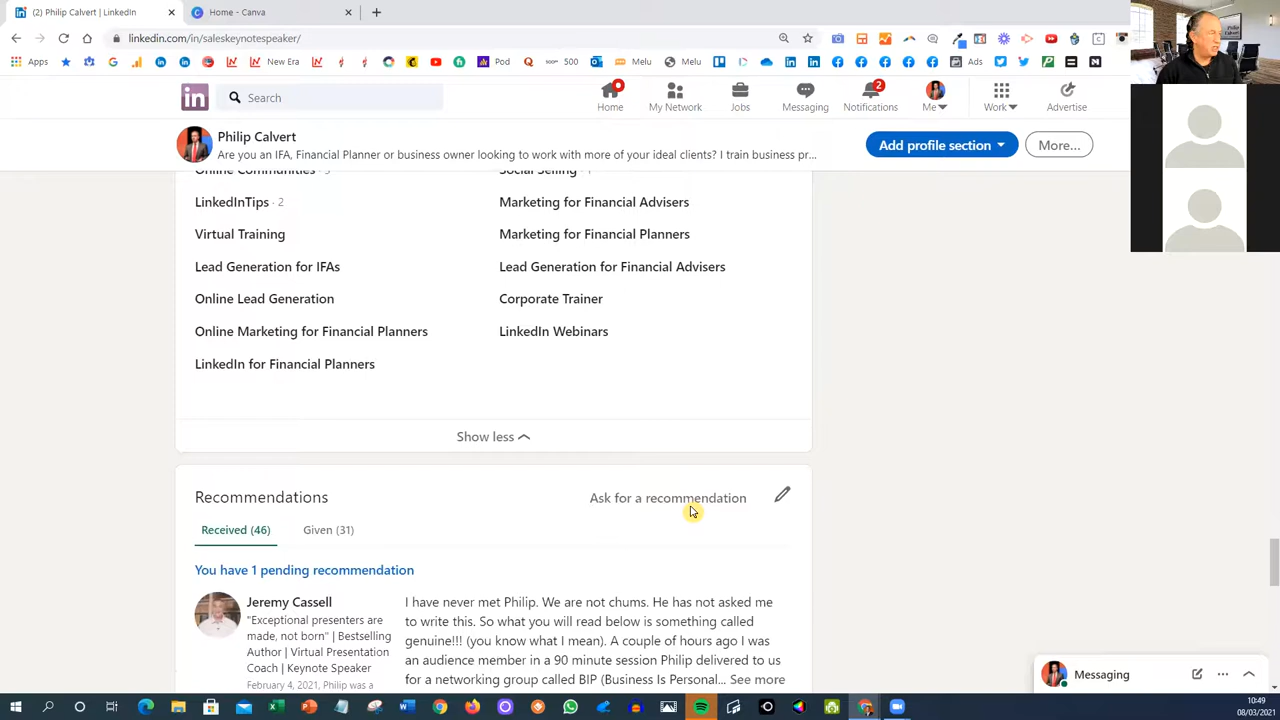 (2) Philip Calvert | LinkedIn
Home - Canva
linkedin.com/in/saleskeynotespeaker/
Apps
New Em
Pod
500
Melu
Melu
Ads
in
Search
Home
My Network
Jobs
Messaging
2
Notifications
Me
Work
Advertise
Philip Calvert
Are you an IFA, Financial Planner or business owner looking to work with more of your ideal clients? I train business pr...
Add profile section
More...
Online Communities · 3
Social Selling · 1
LinkedInTips · 2
Marketing for Financial Advisers
Virtual Training
Marketing for Financial Planners
Lead Generation for IFAs
Lead Generation for Financial Advisers
Online Lead Generation
Corporate Trainer
Online Marketing for Financial Planners
LinkedIn Webinars
LinkedIn for Financial Planners
Show less
Recommendations
Ask for a recommendation
Received (46)
Given (31)
You have 1 pending recommendation
Jeremy Cassell
"Exceptional presenters are
made, not born" | Bestselling
Author | Virtual Presentation
Coach | Keynote Speaker
February 4, 2021, Philip was a
I have never met Philip. We are not chums. He has not asked me
to write this. So what you will read below is something called
genuine!!! (you know what I mean). A couple of hours ago I was
an audience member in a 90 minute session Philip delivered to us
for a networking group called BIP (Business Is Personal... See more
Messaging
10:49
08/03/2021